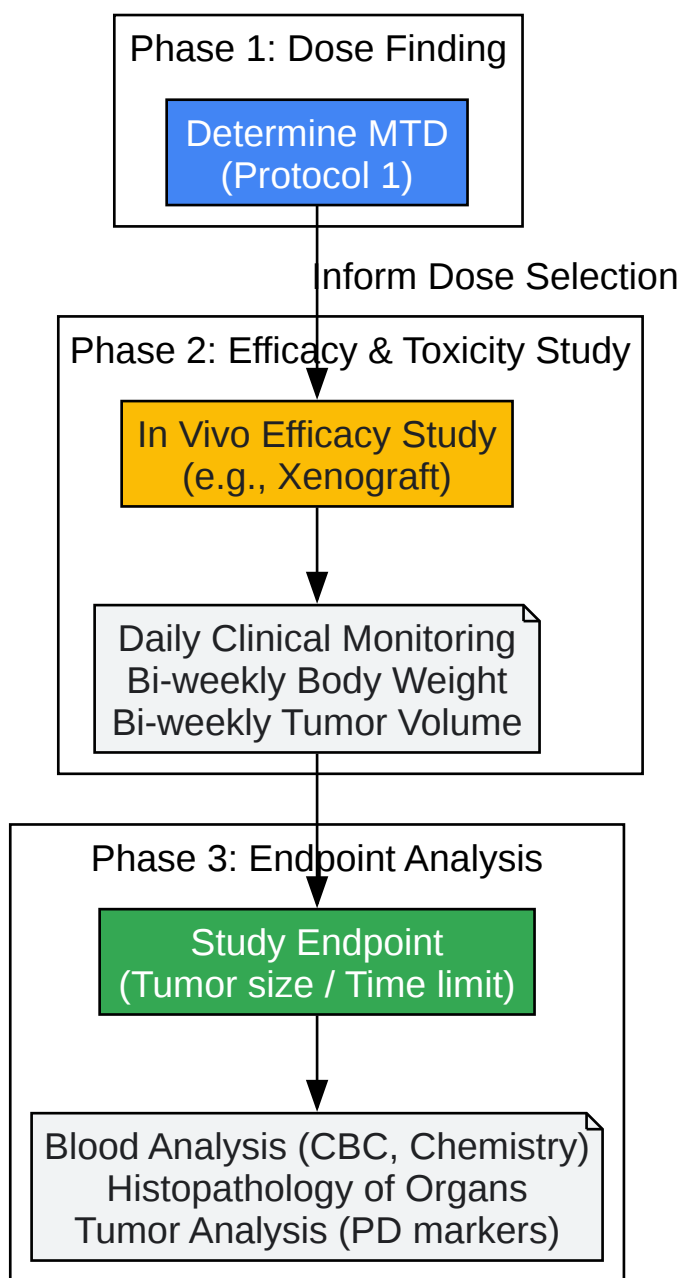 Phase 1: Dose Finding
Determine MTD
(Protocol 1)
Inform Dose Selection
Phase 2: Efficacy & Toxicity Study
In Vivo Efficacy Study
(e.g., Xenograft)
Daily Clinical Monitoring
Bi-weekly Body Weight
Bi-weekly Tumor Volume
Phase 3: Endpoint Analysis
Study Endpoint
(Tumor size / Time limit)
Blood Analysis (CBC, Chemistry)
Histopathology of Organs
Tumor Analysis (PD markers)